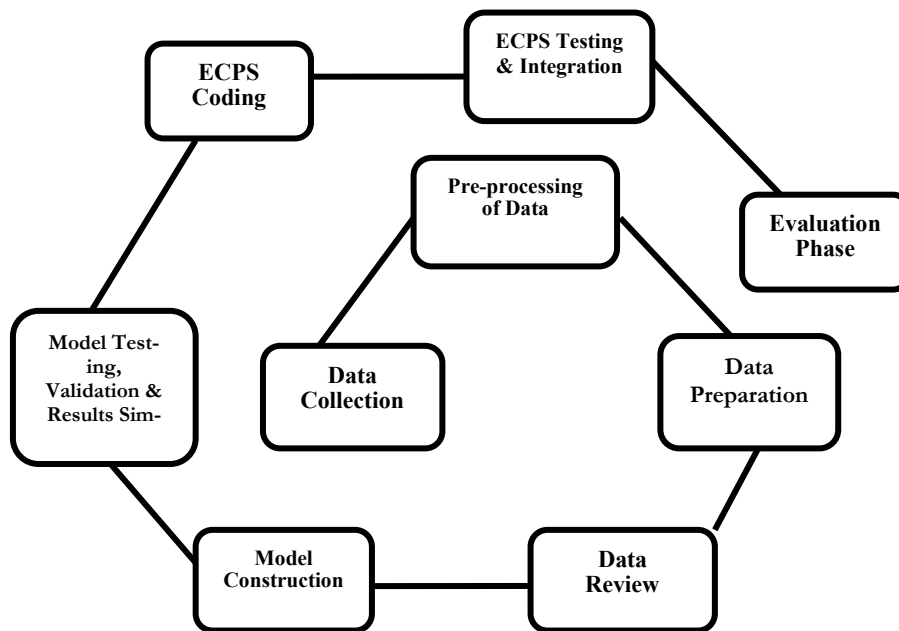 ECPS
Coding
ECPS Testing
& Integration
Pre-processing
of Data
Evaluation
Phase
Model Test-
ing,
Validation &
Results Sim-
Data
Collection
Data
Preparation
Model
Construction
Data
Review